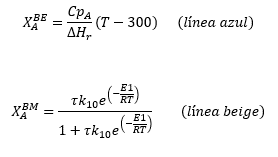 X_A^{BE} = \frac{Cp_A}{\Delta H_r}(T - 300) (línea azul)
X_A^{BM} = \frac{\tau k_{10} e^{\left(-\frac{E1}{RT}\right)}}{1 + \tau k_{10} e^{\left(-\frac{E1}{RT}\right)}} (línea beige)